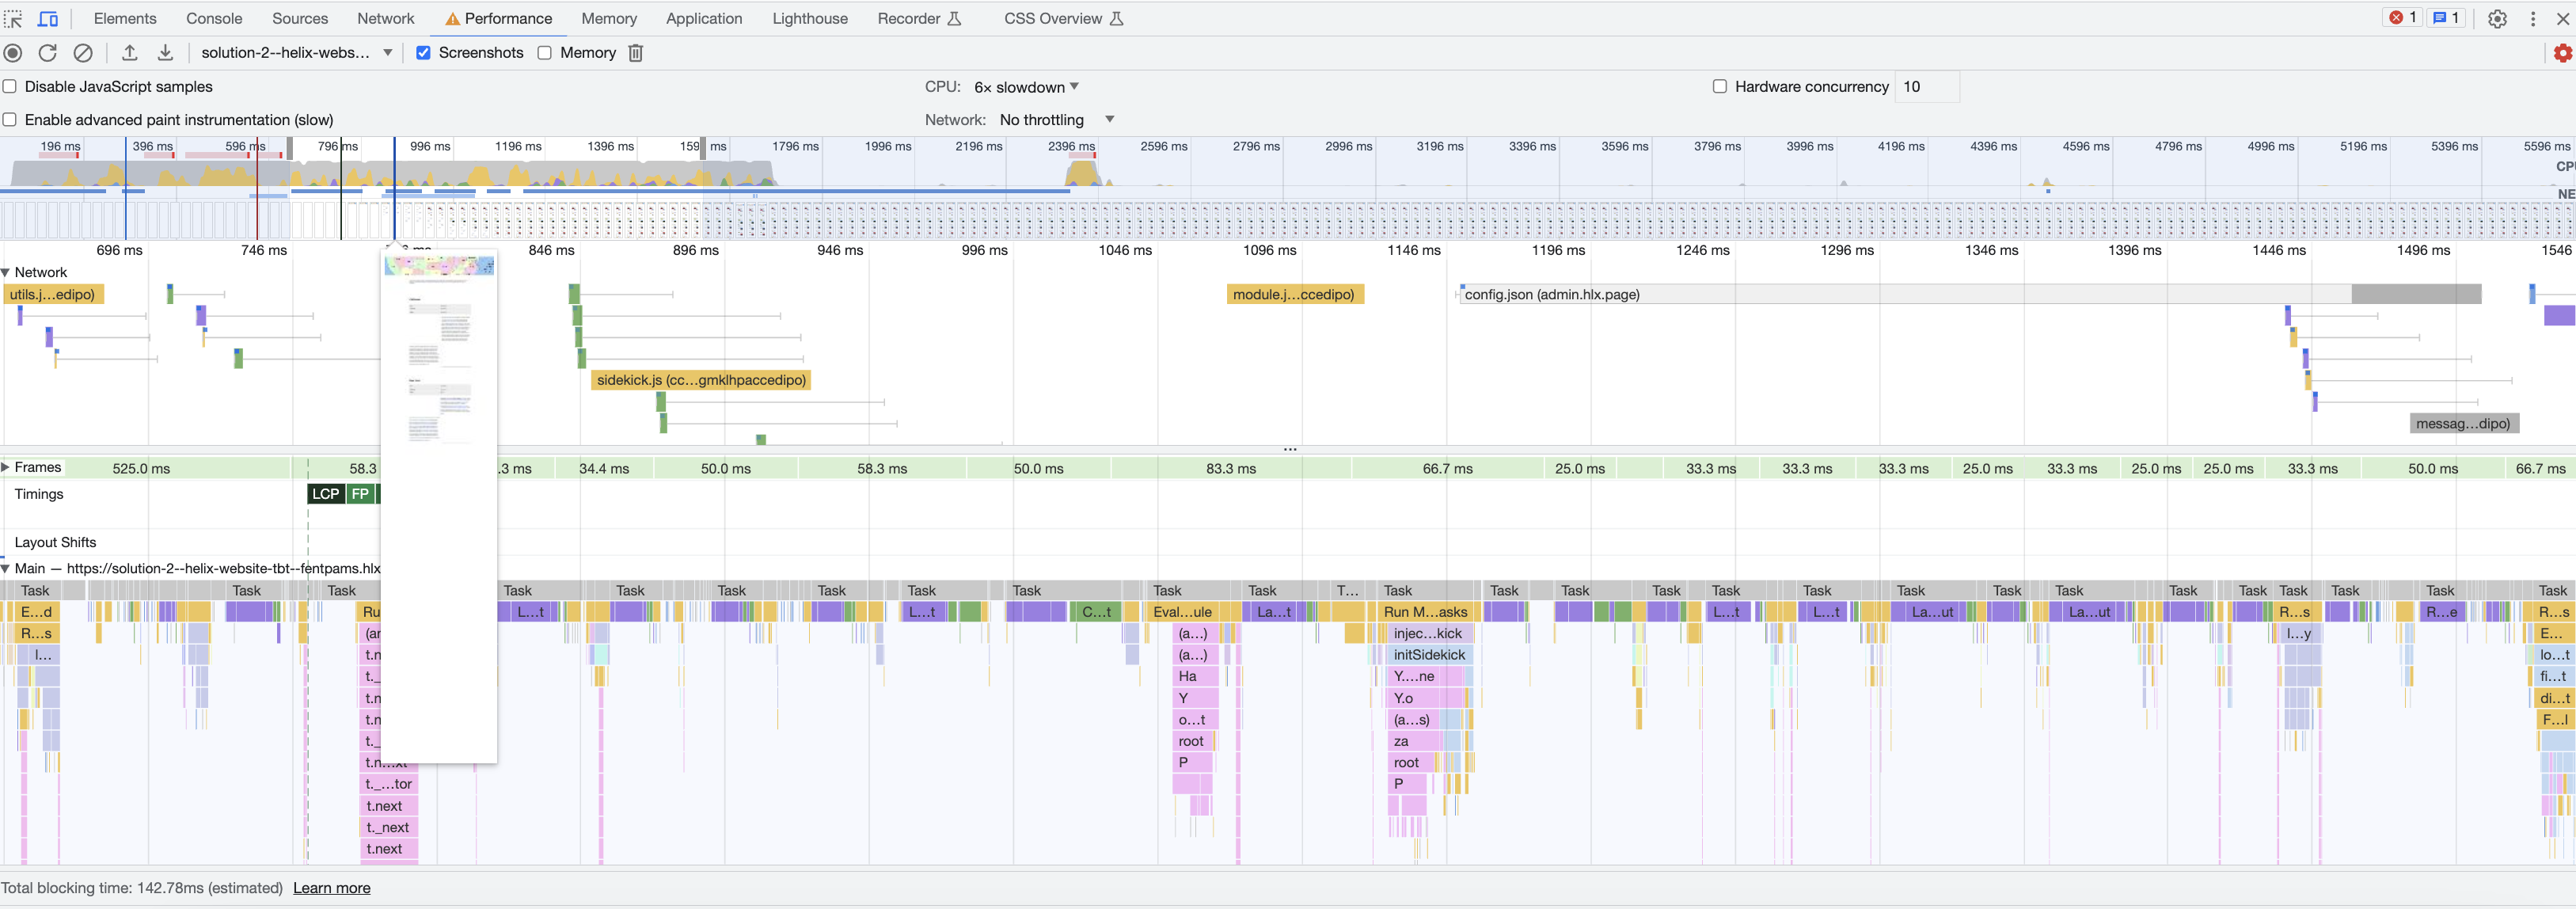 Elements Console Sources Network Performance Memory Application Lighthouse Recorder CSS Overview 1 1
solution-2--helix-webs... Screenshots Memory
Disable JavaScript samples CPU: 6× slowdown Hardware concurrency 10
Enable advanced paint instrumentation (slow) Network: No throttling
196 ms 396 ms 596 ms 796 ms 996 ms 1196 ms 1396 ms 159 ms 1796 ms 1996 ms 2196 ms 2396 ms 2596 ms 2796 ms 2996 ms 3196 ms 3396 ms 3596 ms 3796 ms 3996 ms 4196 ms 4396 ms 4596 ms 4796 ms 4996 ms 5196 ms 5396 ms 5596 ms
CPU
NE
696 ms 746 ms 846 ms 896 ms 946 ms 996 ms 1046 ms 1096 ms 1146 ms 1196 ms 1246 ms 1296 ms 1346 ms 1396 ms 1446 ms 1496 ms 1546
Network
utils.j...edipo) module.j...ccedipo) config.json (admin.hlx.page)
sidekick.js (cc...gmklhpaccedipo)
messag...dipo)
...
Frames 525.0 ms 58.3 .3 ms 34.4 ms 50.0 ms 58.3 ms 50.0 ms 83.3 ms 66.7 ms 25.0 ms 33.3 ms 33.3 ms 33.3 ms 25.0 ms 33.3 ms 25.0 ms 25.0 ms 33.3 ms 50.0 ms 66.7 ms
Timings LCP FP
Layout Shifts
Main — https://solution-2--helix-website-tbt--fentpams.hlx
Task Task Task Task Task Task Task Task Task Task Task T... Task Task Task Task Task Task Task Task Task Task Task Task Task Task
E...d Ru L...t L...t C...t Eval...ule La...t Run M...asks L...t L...t La...ut La...ut R...s R...e R...s
R...s (ar (a...) injec...kick I...y E...
I... t.n (a...) initSidekick lo...t
t._ Ha Y....ne fi...t
t.n Y Y.o di...t
t.n o...t (a...s) F...l
t._ root za
t.n...xt P root
t._...tor P
t.next
t._next
t.next
Total blocking time: 142.78ms (estimated) Learn more